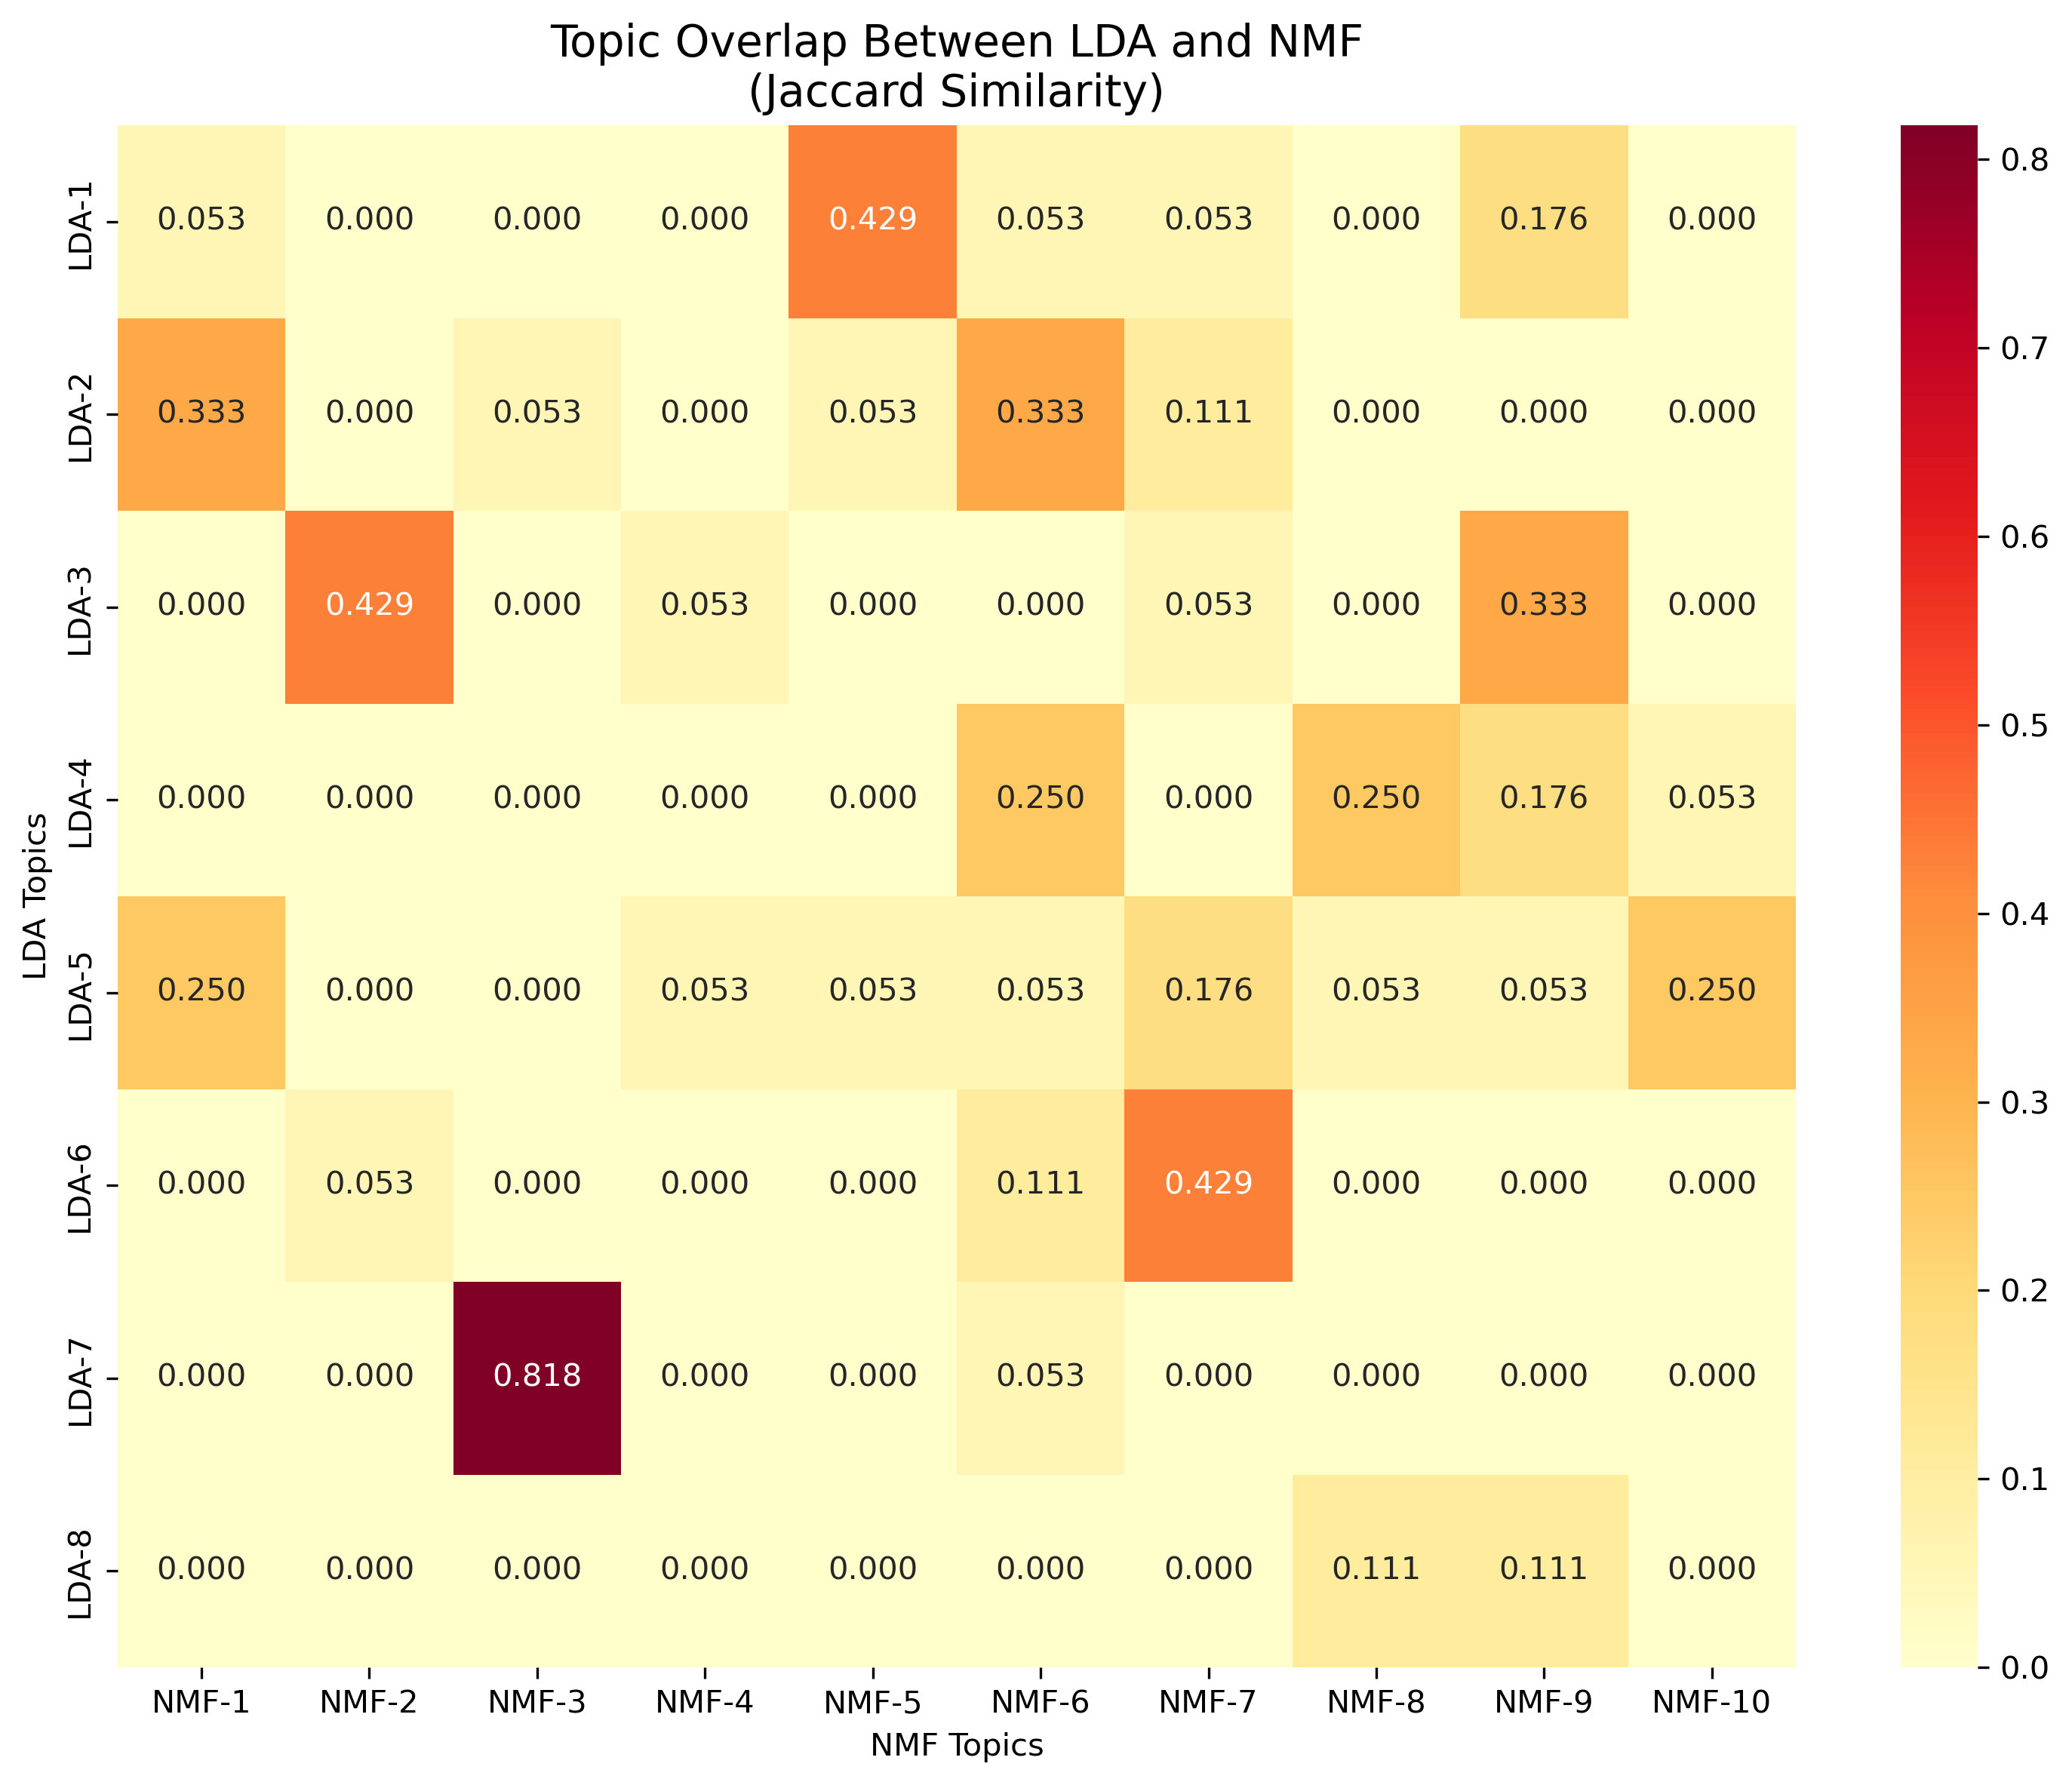 Topic Overlap Between LDA and NMF
(Jaccard Similarity)
LDA Topics
LDA-1 0.053 0.000 0.000 0.000 0.429 0.053 0.053 0.000 0.176 0.000
LDA-2 0.333 0.000 0.053 0.000 0.053 0.333 0.111 0.000 0.000 0.000
LDA-3 0.000 0.429 0.000 0.053 0.000 0.000 0.053 0.000 0.333 0.000
LDA-4 0.000 0.000 0.000 0.000 0.000 0.250 0.000 0.250 0.176 0.053
LDA-5 0.250 0.000 0.000 0.053 0.053 0.053 0.176 0.053 0.053 0.250
LDA-6 0.000 0.053 0.000 0.000 0.000 0.111 0.429 0.000 0.000 0.000
LDA-7 0.000 0.000 0.818 0.000 0.000 0.053 0.000 0.000 0.000 0.000
LDA-8 0.000 0.000 0.000 0.000 0.000 0.000 0.000 0.111 0.111 0.000
NMF-1 NMF-2 NMF-3 NMF-4 NMF-5 NMF-6 NMF-7 NMF-8 NMF-9 NMF-10
NMF Topics
0.8
0.7
0.6
0.5
0.4
0.3
0.2
0.1
0.0